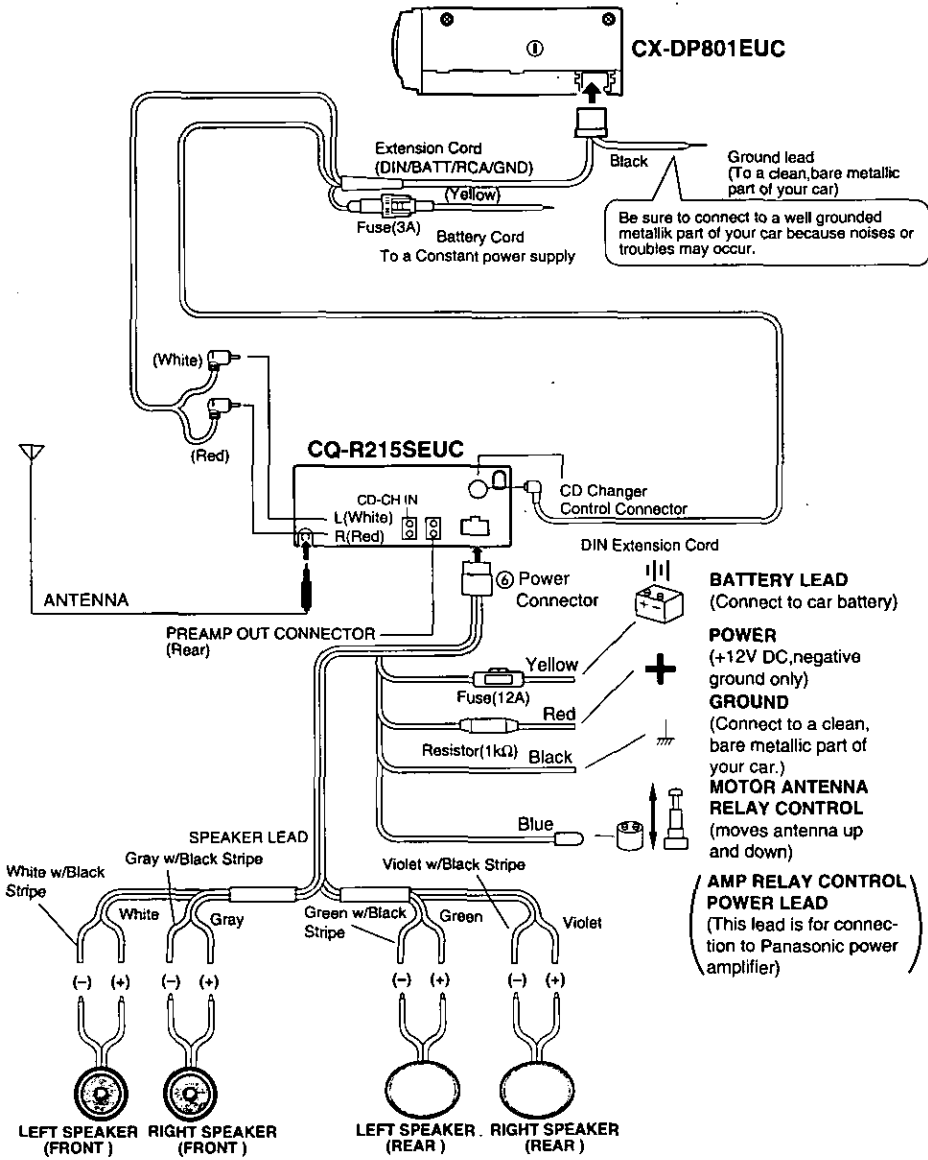 CX-DP801EUC
Extension Cord
(DIN/BATT/RCA/GND)
Black
Ground lead
(To a clean,bare metallic
part of your car)
(Yellow)
Fuse(3A)
Battery Cord
To a Constant power supply
Be sure to connect to a well grounded
metallik part of your car because noises or
troubles may occur.
(White)
(Red)
CQ-R215SEUC
CD-CH IN
L(White)
R(Red)
CD Changer
Control Connector
DIN Extension Cord
ANTENNA
⑥ Power
Connector
PREAMP OUT CONNECTOR
(Rear)
BATTERY LEAD
(Connect to car battery)
Yellow
Fuse(12A)
POWER
(+12V DC,negative
ground only)
Red
Resistor(1kΩ)
GROUND
(Connect to a clean,
bare metallic part of
your car.)
Black
MOTOR ANTENNA
RELAY CONTROL
(moves antenna up
and down)
Blue
AMP RELAY CONTROL
POWER LEAD
(This lead is for connec-
tion to Panasonic power
amplifier)
SPEAKER LEAD
White w/Black
Stripe
Gray w/Black Stripe
White
Gray
Violet w/Black Stripe
Green w/Black
Stripe
Green
Violet
(-) (+) (-) (+) (-) (+) (-) (+)
LEFT SPEAKER
(FRONT )
RIGHT SPEAKER
(FRONT )
LEFT SPEAKER
(REAR )
RIGHT SPEAKER
(REAR )